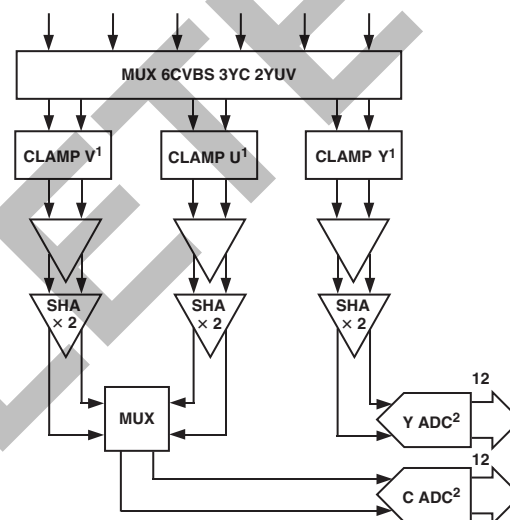 MUX 6CVBS 3YC 2YUV
CLAMP V¹
CLAMP U¹
CLAMP Y¹
SHA
× 2
SHA
× 2
SHA
× 2
MUX
12
Y ADC²
12
C ADC²